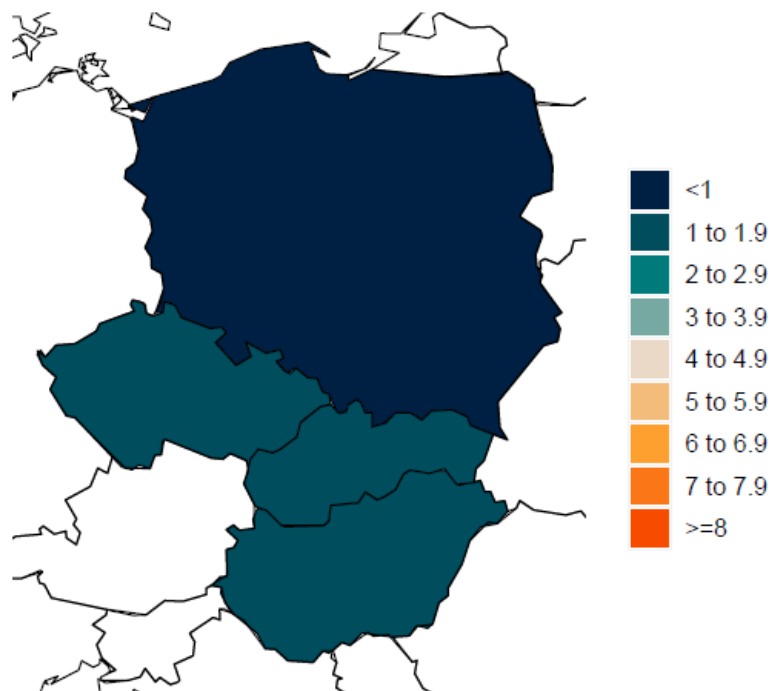 <1
1 to 1.9
2 to 2.9
3 to 3.9
4 to 4.9
5 to 5.9
6 to 6.9
7 to 7.9
>=8